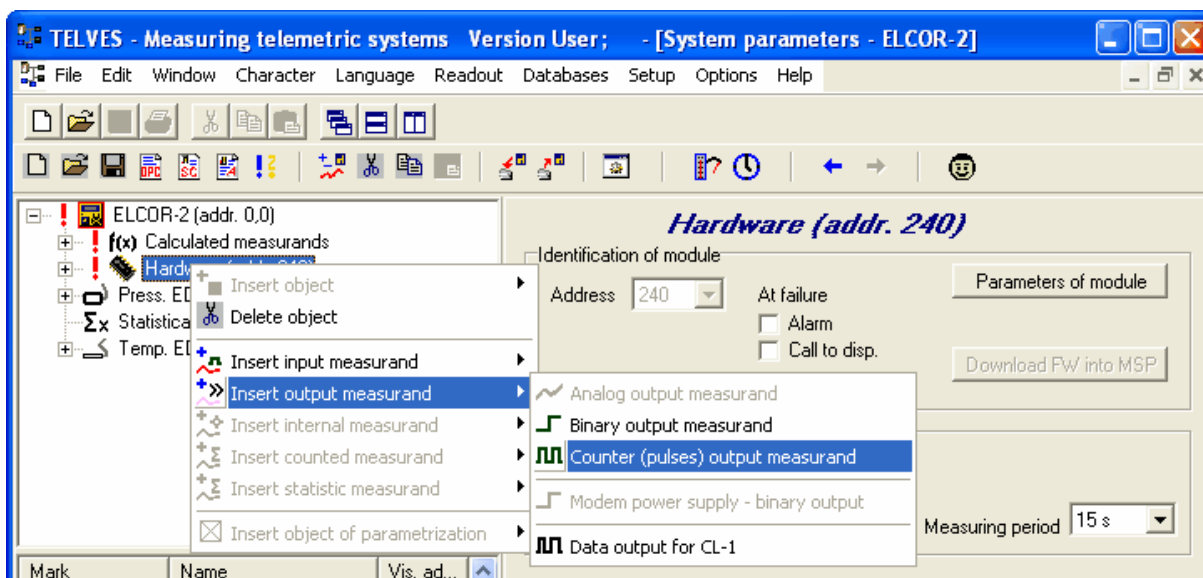 TELVES - Measuring telemetric systems Version User; - [System parameters - ELCOR-2]
File Edit Window Character Language Readout Databases Setup Options Help
ELCOR-2 (addr. 0,0)
f(x) Calculated measurands
Hardw
Press. ED
Σx Statistica
Temp. ED
Insert object
Delete object
Insert input measurand
Insert output measurand
Insert internal measurand
Insert counted measurand
Insert statistic measurand
Insert object of parametrization
Analog output measurand
Binary output measurand
Counter (pulses) output measurand
Modem power supply - binary output
Data output for CL-1
Hardware (addr. 240)
Identification of module
Address 240
At failure
Alarm
Call to disp.
Parameters of module
Download FW into MSP
Measuring period 15 s
Mark Name Vis. ad...